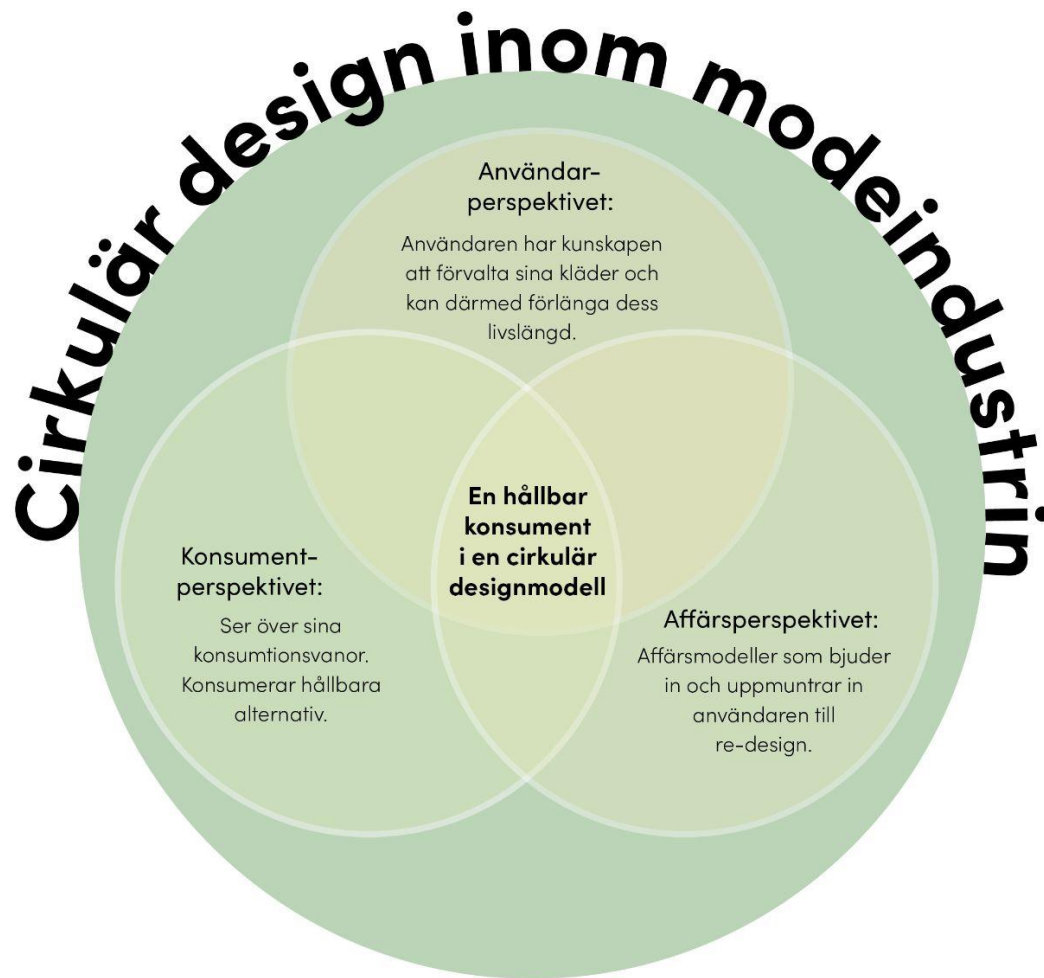 Cirkulär design inom modeindustrin
Användar-
perspektivet:
Användaren har kunskapen
att förvalta sina kläder och
kan därmed förlänga dess
livslängd.
En hållbar
konsument
i en cirkulär
designmodell
Konsument-
perspektivet:
Ser över sina
konsumtionsvanor.
Konsumerar hållbara
alternativ.
Affärsperspektivet:
Affärsmodeller som bjuder
in och uppmuntrar in
användaren till
re-design.